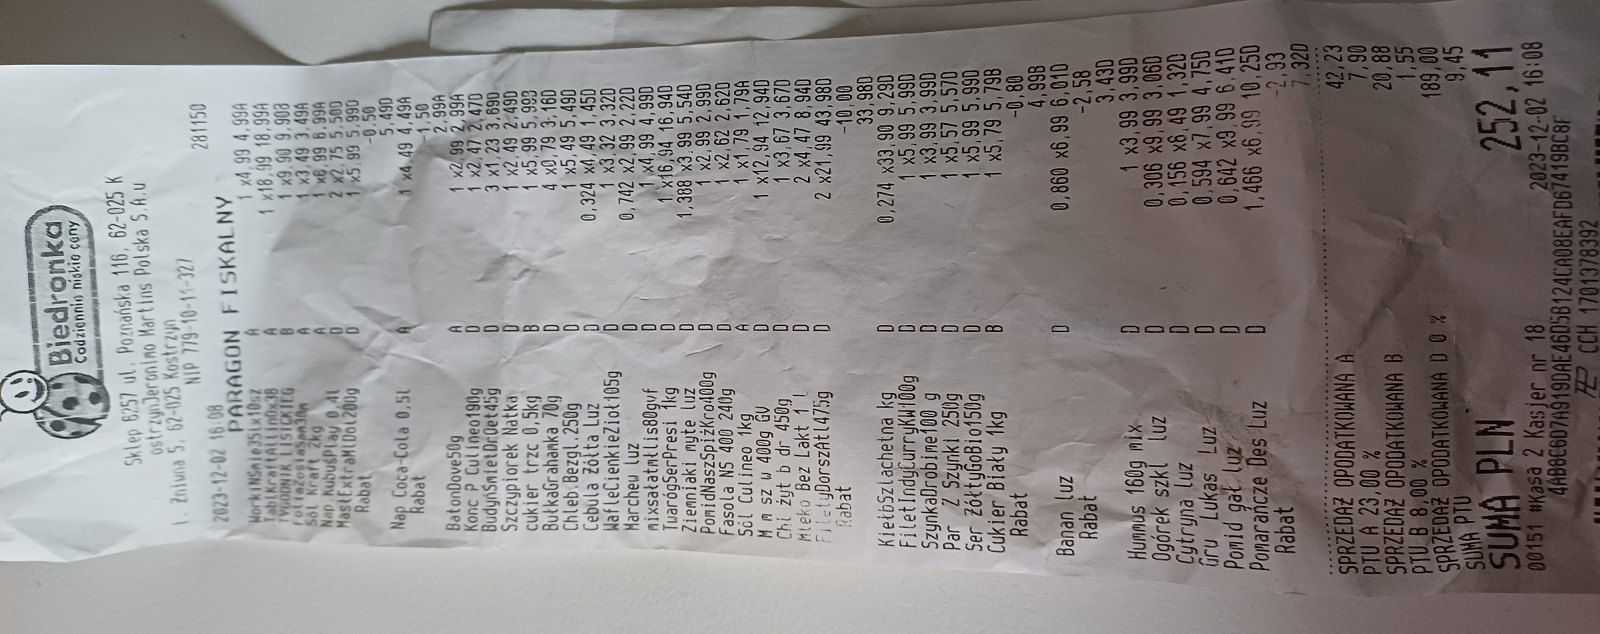 Biedronka
Codziennie niskie ceny
Sklep 6257 ul. Poznańska 116, 62-025 K
ostrzynJeronimo Martins Polska S.A.u
l. Żniwna 5, 62-025 Kostrzyn
NIP 779-10-11-327
2023-12-02 16:08 281150
PARAGON FISKALNY
WorkiNSmie35lx10sz A 1 x4,99 4,99A
A 1 x18,99 18,99A
TYGODNIK LISICKIEG B 1 x9,90 9,90B
A 1 x3,49 3,49A
Sól Kraft 2kg A 1 x6,99 6,99A
Nap KubusPlay 0,4l D 2 x2,75 5,50D
MasłExtraMlDol200g D 1 x5,99 5,99D
Rabat -0,50
5,49D
Nap Coca-Cola 0,5l A 1 x4,49 4,49A
Rabat -1,50
2,99A
BatonDove50g A 1 x2,99 2,99A
Konc P Culineo190g D 1 x2,47 2,47D
BudyńSmietDrOet45g D 3 x1,23 3,69D
Szczypiorek Natka D 1 x2,49 2,49D
cukier trzc 0,5kg B 1 x5,99 5,99B
BułkaGrahamka 70g D 4 x0,79 3,16D
Chleb Bezgl.250g D 1 x5,49 5,49D
Cebula Żółta Luz D 0,324 x4,49 1,45D
WafleCienkieZioł105g D 1 x3,32 3,32D
Marchew luz D 0,742 x2,99 2,22D
mixsałatmllis80gvf D 1 x4,99 4,99D
TwarógSerPresi 1kg D 1 x16,94 16,94D
Ziemniaki myte luz D 1,388 x3,99 5,54D
PomidNaszSpiżKro400g D 1 x2,99 2,99D
Fasola NS 400 240g D 1 x2,62 2,62D
Sól Culineo 1kg A 1 x1,79 1,79A
M m sz w 400g GV D 1 x12,94 12,94D
Chl żyt b dr 450g D 1 x3,67 3,67D
Mleko Bez Lakt 1 l D 2 x4,47 8,94D
FiletyDorszAtl475g D 2 x21,99 43,98D
Rabat -10,00
33,98D
KiełbSzlachetna kg D 0,274 x33,90 9,29D
FiletIndyCurryKW100g D 1 x5,99 5,99D
SzynkaDrobime100 g D 1 x3,99 3,99D
Par Z Szynki 250g D 1 x5,57 5,57D
Ser żółtyGoBio150g D 1 x5,99 5,99D
Cukier Biały 1kg B 1 x5,79 5,79B
Rabat -0,80
4,99B
Banan luz D 0,860 x6,99 6,01D
Rabat -2,58
3,43D
Hummus 160g mix D 1 x3,99 3,99D
Ogórek szkl luz D 0,306 x9,99 3,06D
Cytryna luz D 0,156 x8,49 1,32D
Gru Lukas Luz D 0,594 x7,99 4,75D
Pomid gał luz D 0,642 x9,99 6,41D
Pomarańcze Des Luz D 1,466 x6,99 10,25D
Rabat -2,93
7,32D
SPRZEDAŻ OPODATKOWANA A 42,23
PTU A 23,00 % 7,90
SPRZEDAŻ OPODATKOWANA B 20,88
PTU B 8,00 % 1,55
SPRZEDAŻ OPODATKOWANA D 0 % 189,00
SUMA PTU 9,45
SUMA PLN 252,11
00151 #Kasa 2 Kasjer nr 18 2023-12-02 16:08
CCH 1701378392